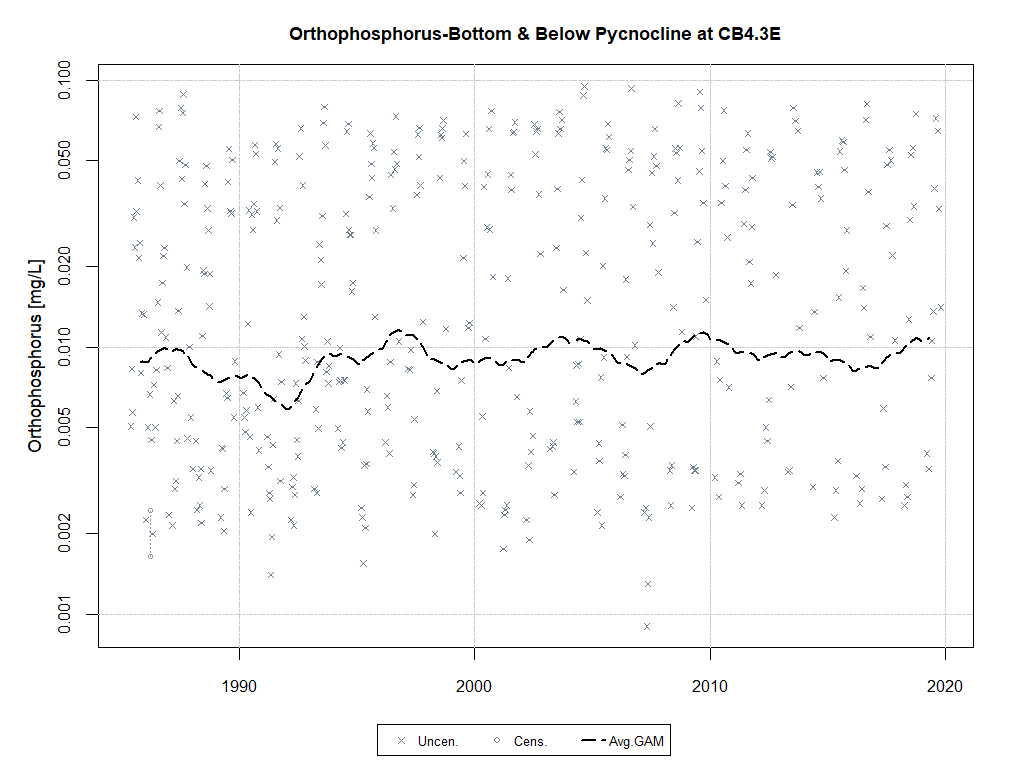 Orthophosphorus-Bottom & Below Pycnocline at CB4.3E
Orthophosphorus [mg/L]
0.100
0.050
0.020
0.010
0.005
0.002
0.001
1990
2000
2010
2020
Uncen.
Cens.
Avg.GAM